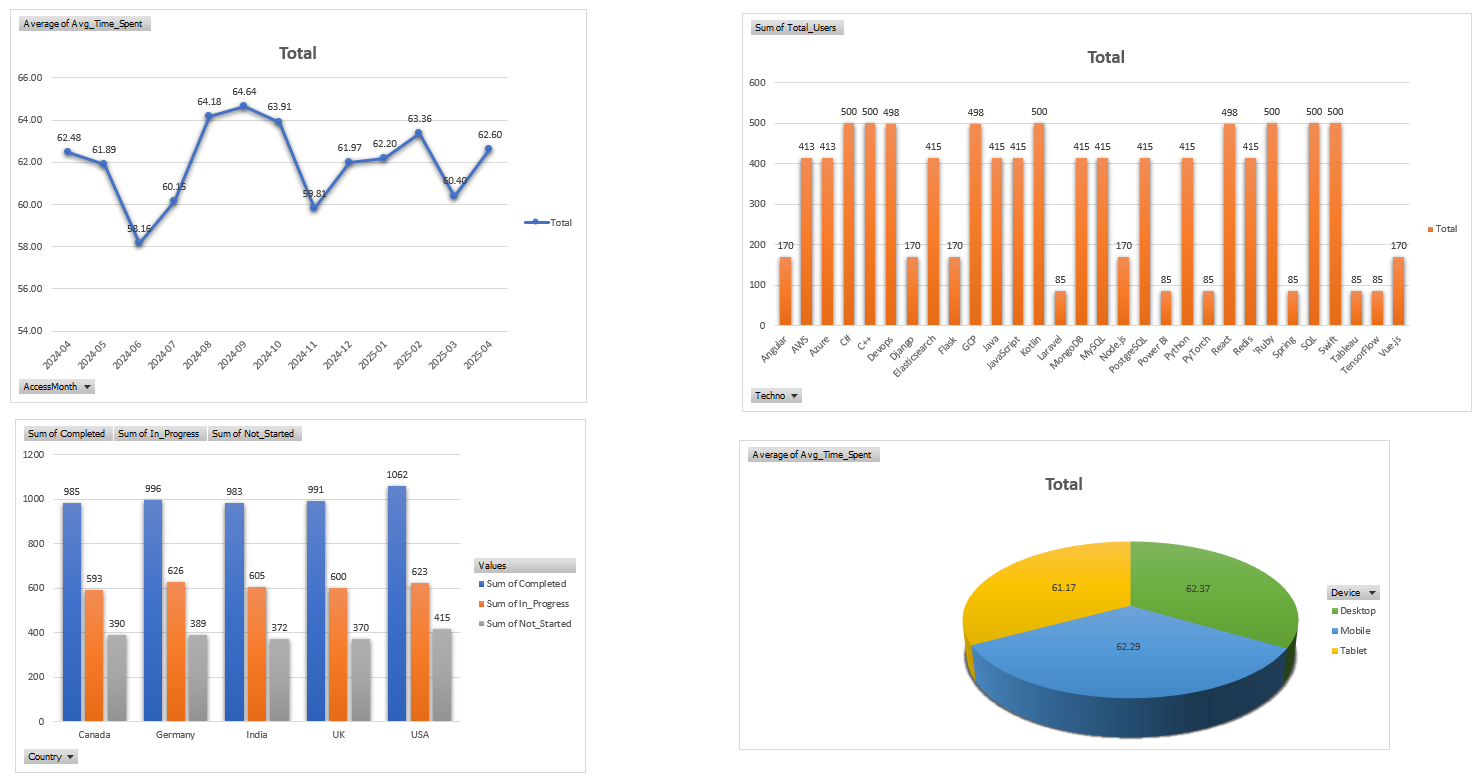 Average of Avg_Time_Spent
Total
66.00
64.00
62.00
60.00
58.00
56.00
54.00
62.48
61.89
58.16
60.15
64.18
64.64
63.91
59.81
61.97
62.20
63.36
60.40
62.60
2024-04
2024-05
2024-06
2024-07
2024-08
2024-09
2024-10
2024-11
2024-12
2025-01
2025-02
2025-03
2025-04
Total
AccessMonth
Sum of Total_Users
Total
600
500
400
300
200
100
0
170
413
413
500
500
498
170
415
170
498
415
415
500
85
415
415
170
415
85
415
85
498
415
500
85
500
500
85
85
170
Angular
AWS
Azure
C#
C++
Devops
Django
Elasticsearch
Flask
GCP
Java
JavaScript
Kotlin
Laravel
MongoDB
MySQL
Node.js
PostgreSQL
Power BI
Python
PyTorch
React
Redis
'Ruby
Spring
SQL
Swift
Tableau
TensorFlow
Vue.js
Total
Techno
Sum of Completed Sum of In_Progress Sum of Not_Started
1200
1000
800
600
400
200
0
985
593
390
996
626
389
983
605
372
991
600
370
1062
623
415
Canada
Germany
India
UK
USA
Values
Sum of Completed
Sum of In_Progress
Sum of Not_Started
Country
Average of Avg_Time_Spent
Total
61.17
62.37
62.29
Device
Desktop
Mobile
Tablet